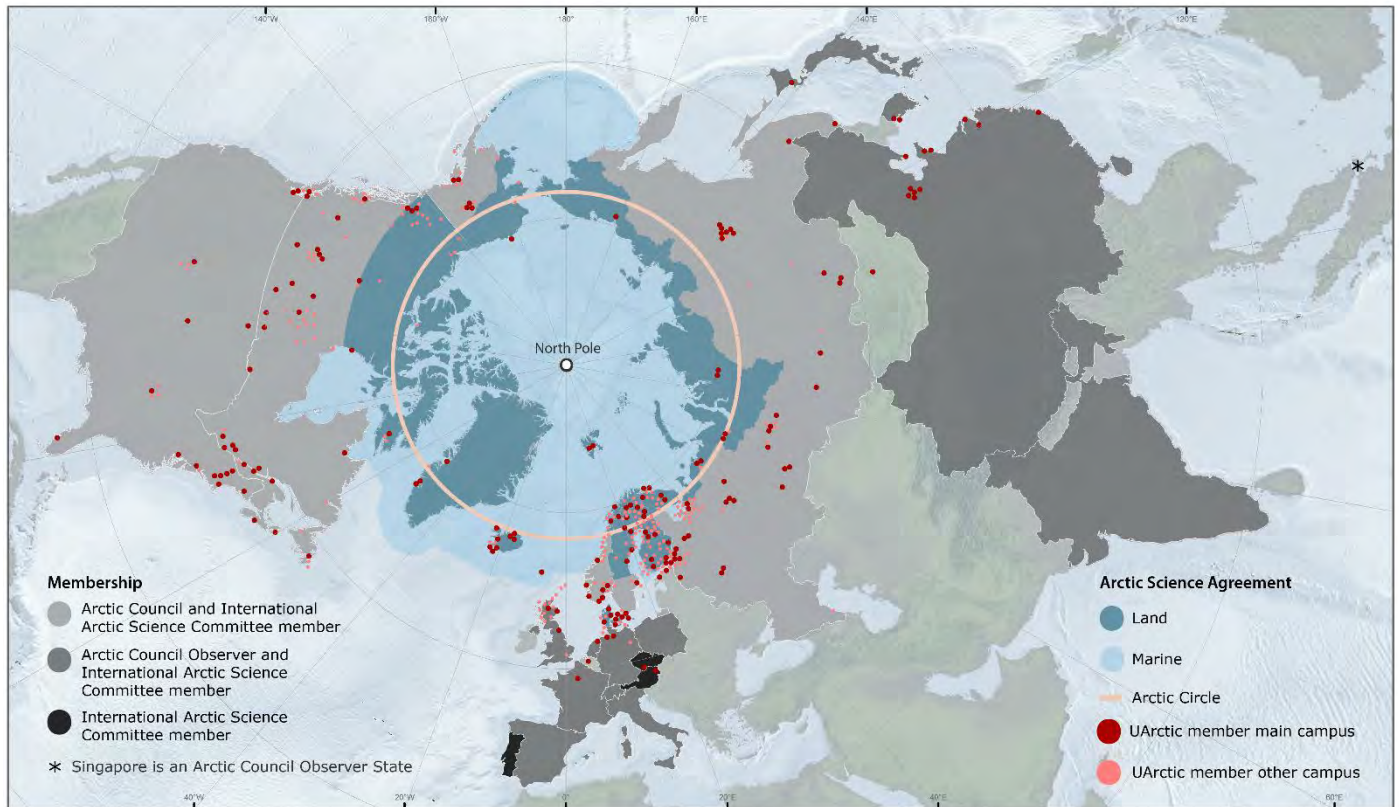 140°W
160°W
180°
160°E
140°E
120°E
North Pole
Membership
Arctic Council and International
Arctic Science Committee member
Arctic Council Observer and
International Arctic Science
Committee member
International Arctic Science
Committee member
* Singapore is an Arctic Council Observer State
Arctic Science Agreement
Land
Marine
Arctic Circle
UArctic member main campus
UArctic member other campus
40°W
20°W
0°
20°E
40°E
60°E